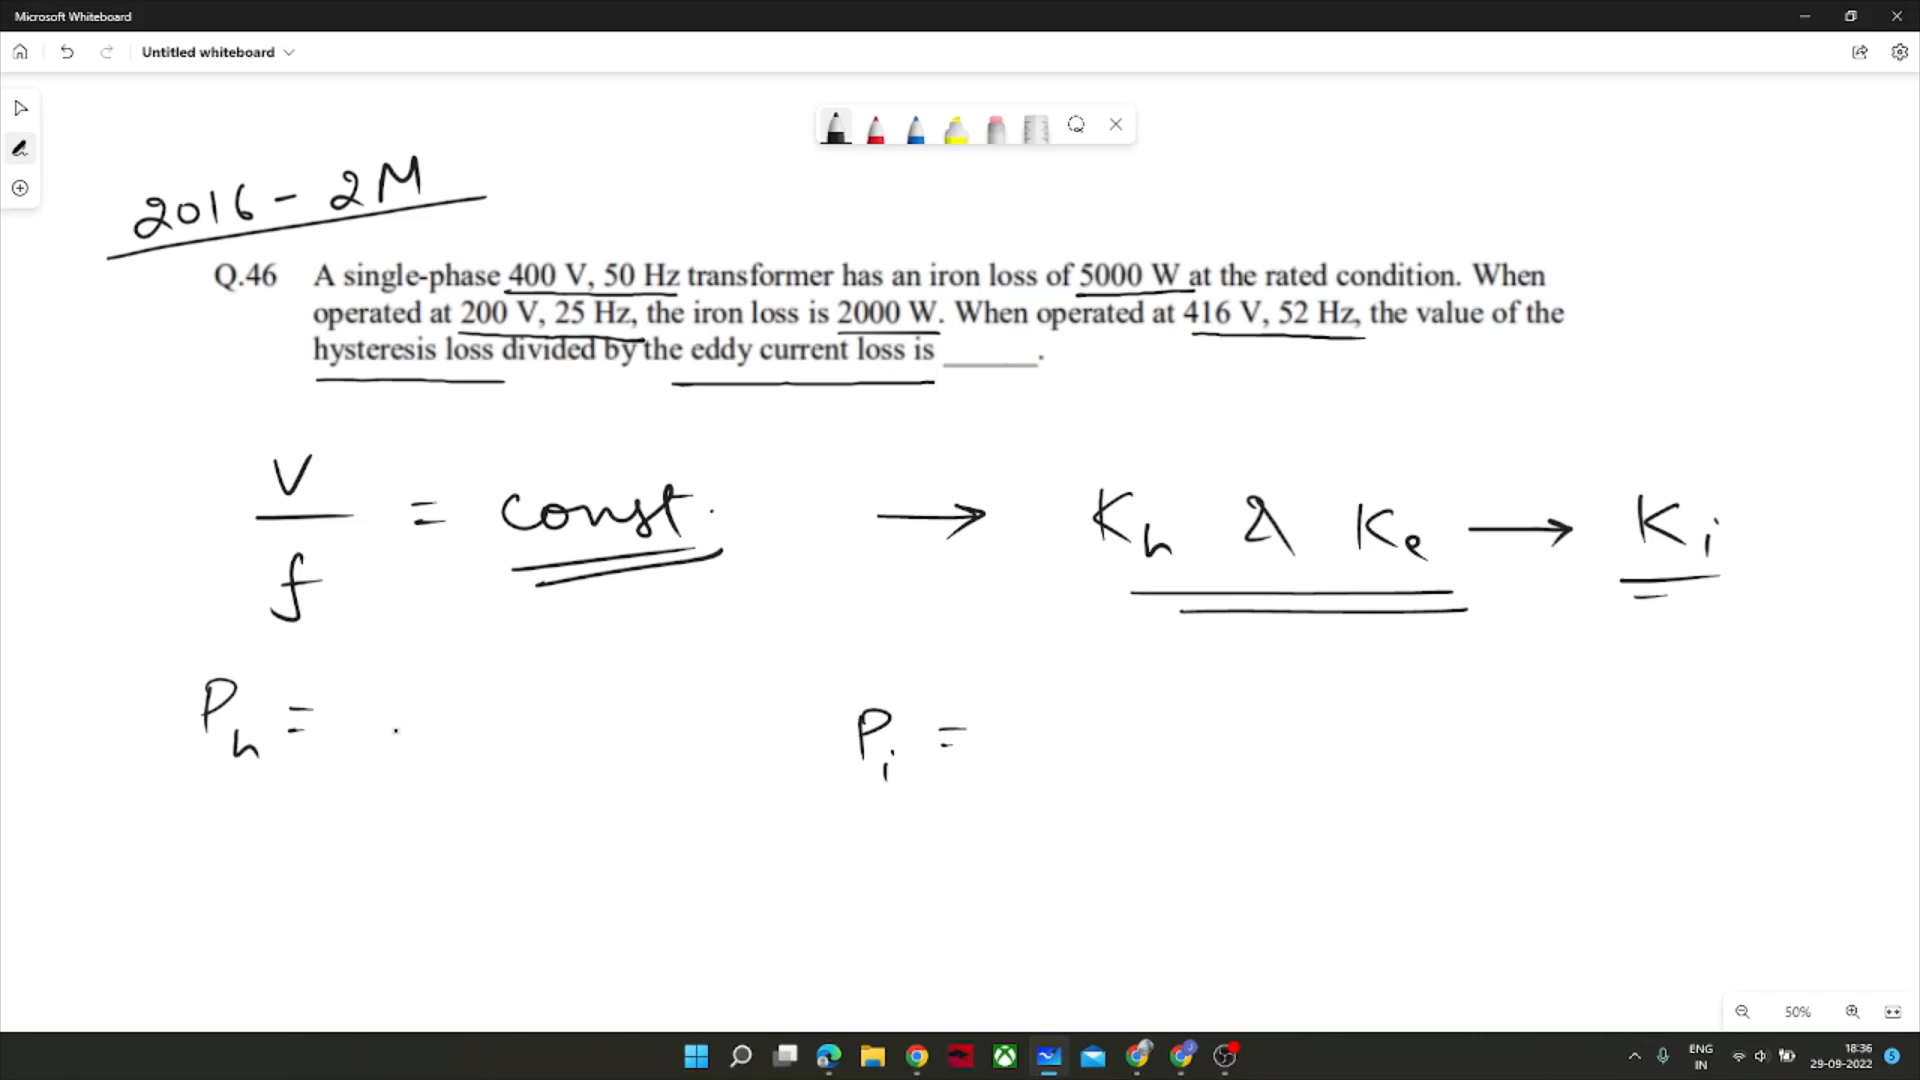 Microsoft Whiteboard
Untitled whiteboard
2016 - 2M
Q.46 A single-phase 400 V, 50 Hz transformer has an iron loss of 5000 W at the rated condition. When
operated at 200 V, 25 Hz, the iron loss is 2000 W. When operated at 416 V, 52 Hz, the value of the
hysteresis loss divided by the eddy current loss is ______.
V/f = const. → Kh & Ke → Ki
Ph =
Pi =
50%
ENG
IN
18:36
29-09-2022
5